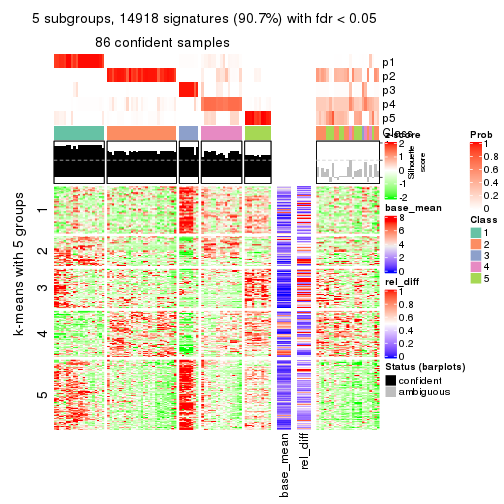 5 subgroups, 14918 signatures (90.7%) with fdr < 0.05
86 confident samples
p1
p2
p3
p4
p5
Class
z-score
2
1
0
-1
-2
Silhouette
score
Prob
1
0.8
0.6
0.4
0.2
0
base_mean
8
6
4
2
0
Class
1
2
3
4
5
rel_diff
1
0.8
0.6
0.4
0.2
0
Status (barplots)
confident
ambiguous
k-means with 5 groups
1
2
3
4
5
base_mean
rel_diff